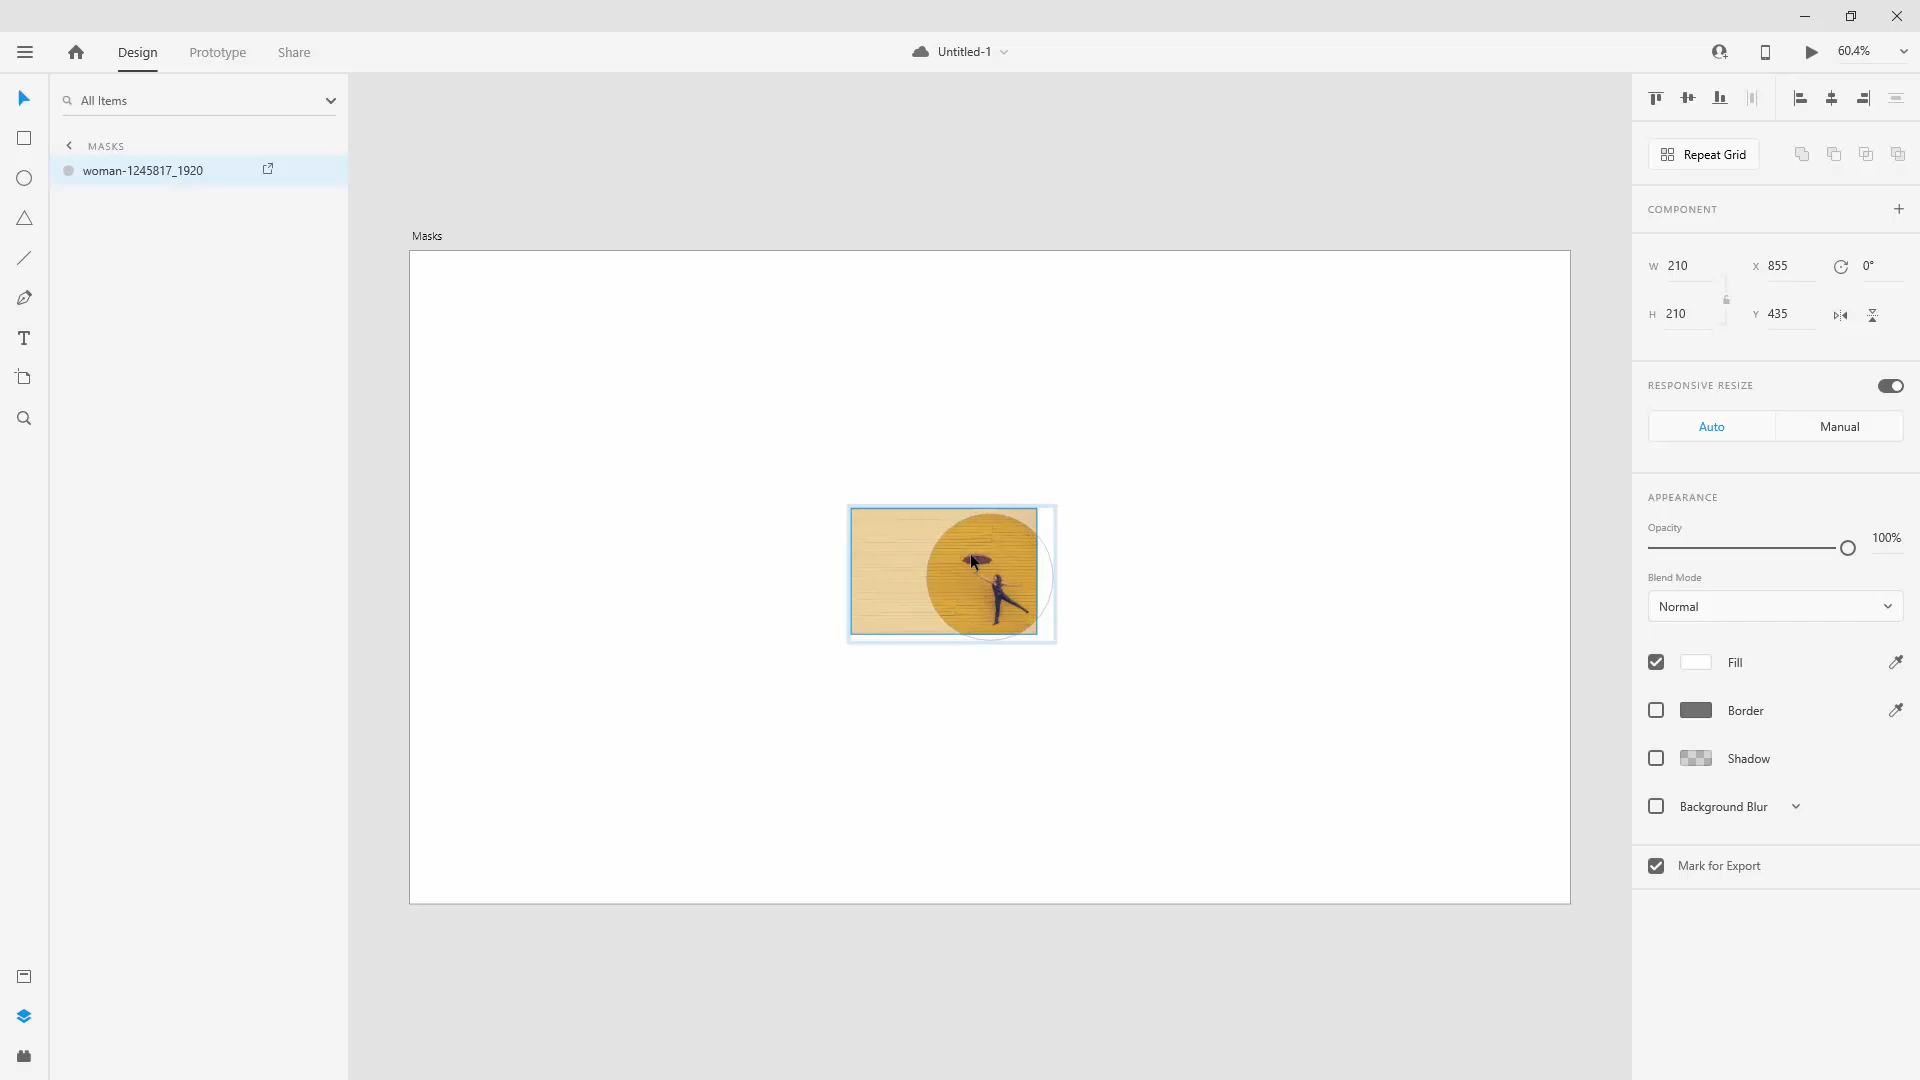 Design
Prototype
Share
Untitled-1
60.4%
All Items
MASKS
woman-1245817_1920
Masks
Repeat Grid
COMPONENT
W 210
X 855
0°
H 210
Y 435
RESPONSIVE RESIZE
Auto
Manual
APPEARANCE
Opacity
100%
Blend Mode
Normal
Fill
Border
Shadow
Background Blur
Mark for Export